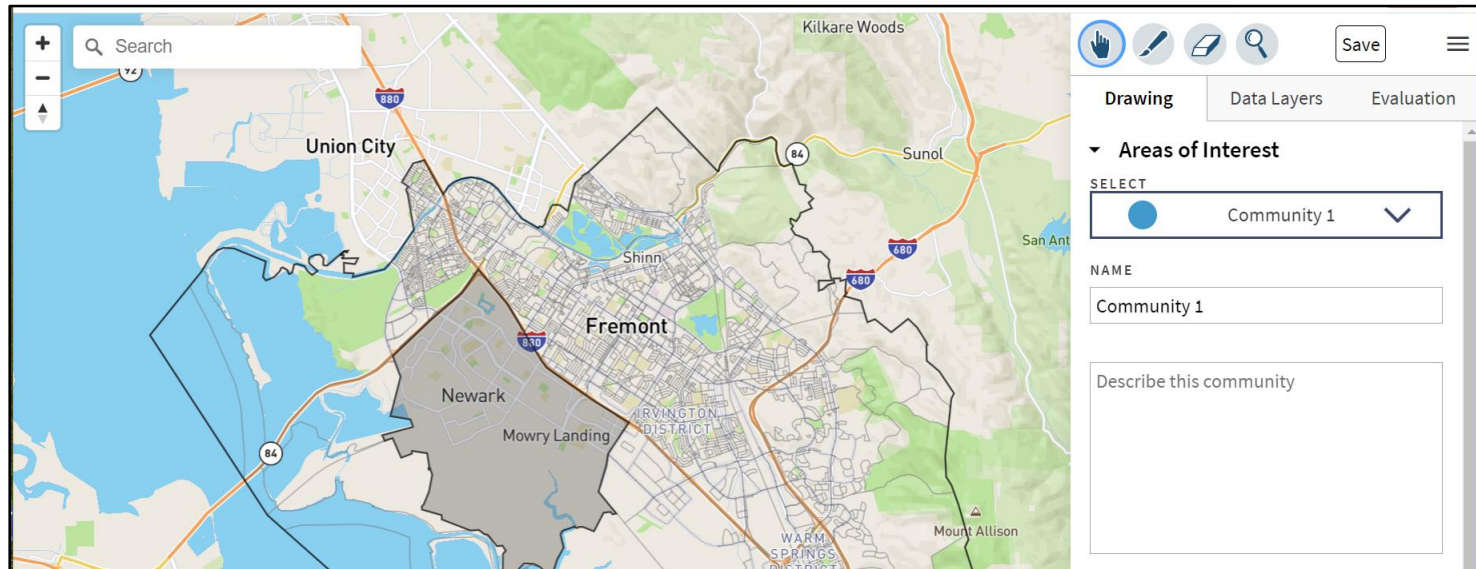 +
Search
−
92
880
Kilkare Woods
Union City
84
Sunol
680
San Ant
Shinn
680
Fremont
880
Newark
IRVINGTON
DISTRICT
Mowry Landing
84
Mount Allison
WARM
SPRINGS
DISTRICT
Save
Drawing
Data Layers
Evaluation
Areas of Interest
SELECT
Community 1
NAME
Community 1
Describe this community